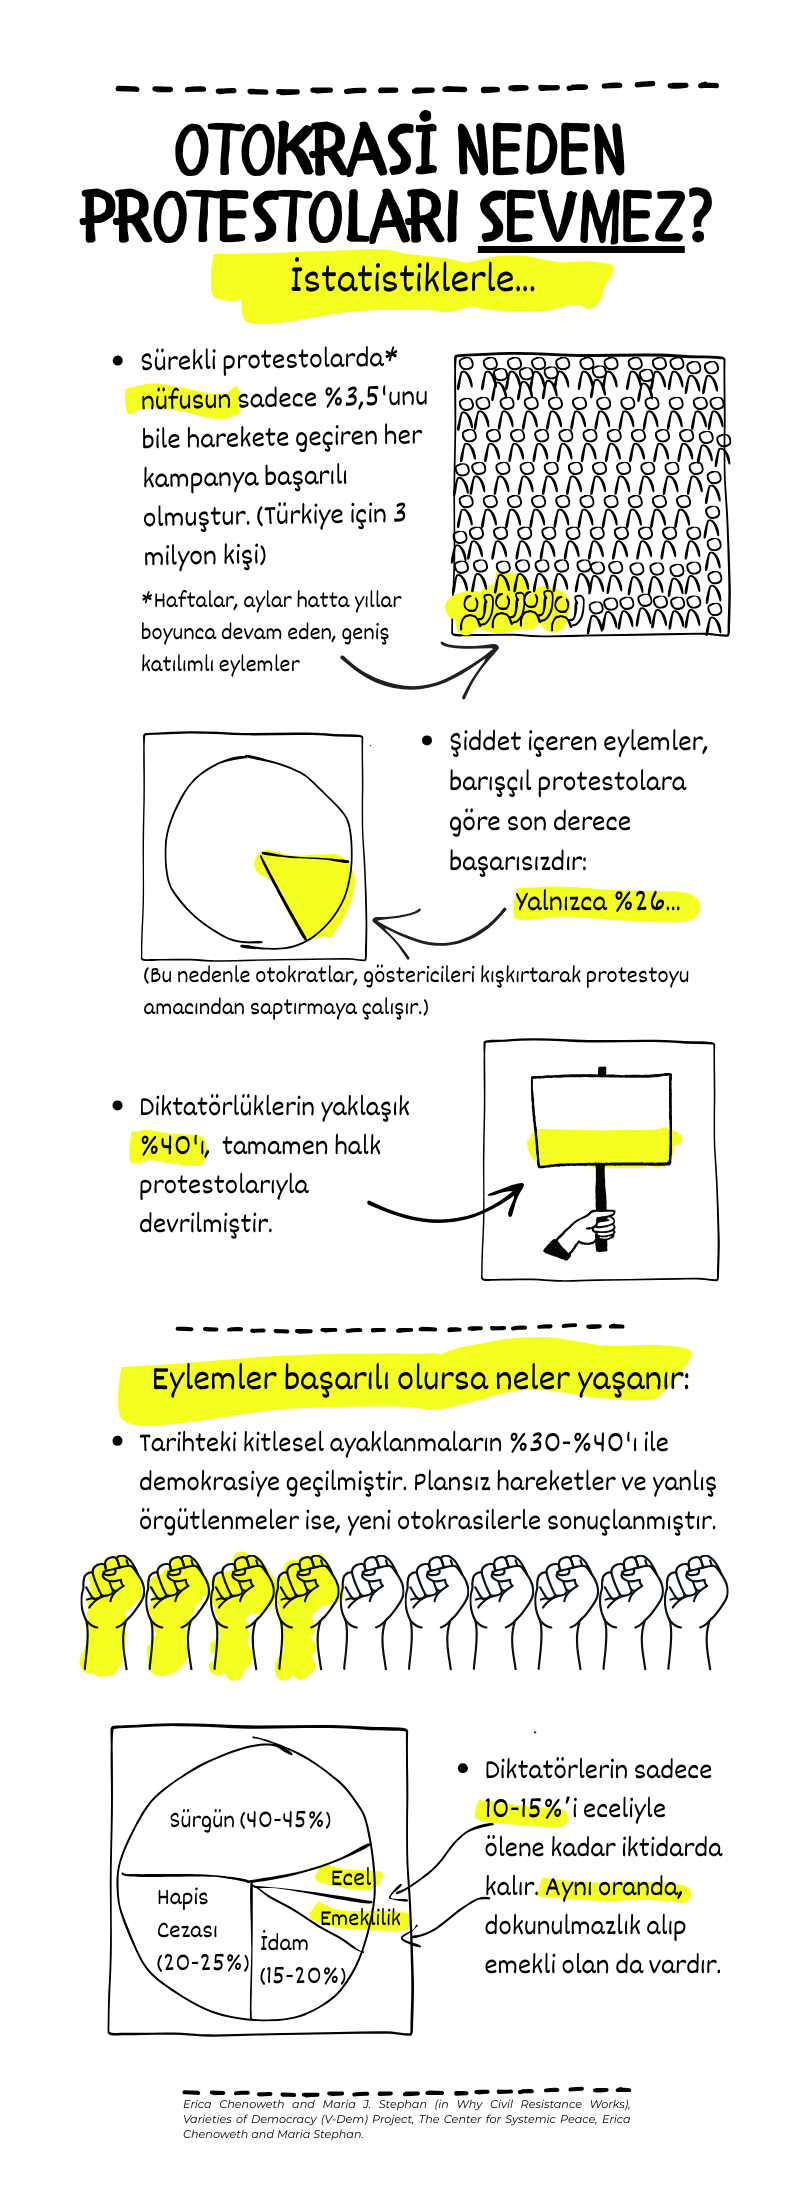 OTOKRASİ NEDEN
PROTESTOLARI SEVMEZ?
İstatistiklerle...
• Sürekli protestolarda*
nüfusun sadece %3,5'unu
bile harekete geçiren her
kampanya başarılı
olmuştur. (Türkiye için 3
milyon kişi)
*Haftalar, aylar hatta yıllar
boyunca devam eden, geniş
katılımlı eylemler
• Şiddet içeren eylemler,
barışçıl protestolara
göre son derece
başarısızdır:
Yalnızca %26...
(Bu nedenle otokratlar, göstericileri kışkırtarak protestoyu
amacından saptırmaya çalışır.)
• Diktatörlüklerin yaklaşık
%40'ı, tamamen halk
protestolarıyla
devrilmiştir.
Eylemler başarılı olursa neler yaşanır:
• Tarihteki kitlesel ayaklanmaların %30-%40'ı ile
demokrasiye geçilmiştir. Plansız hareketler ve yanlış
örgütlenmeler ise, yeni otokrasilerle sonuçlanmıştır.
Sürgün (40-45%)
Ecel
Emeklilik
Hapis
Cezası
(20-25%)
İdam
(15-20%)
• Diktatörlerin sadece
10-15%'i eceliyle
ölene kadar iktidarda
kalır. Aynı oranda,
dokunulmazlık alıp
emekli olan da vardır.
Erica Chenoweth and Maria J. Stephan (in Why Civil Resistance Works),
Varieties of Democracy (V-Dem) Project, The Center for Systemic Peace, Erica
Chenoweth and Maria Stephan.